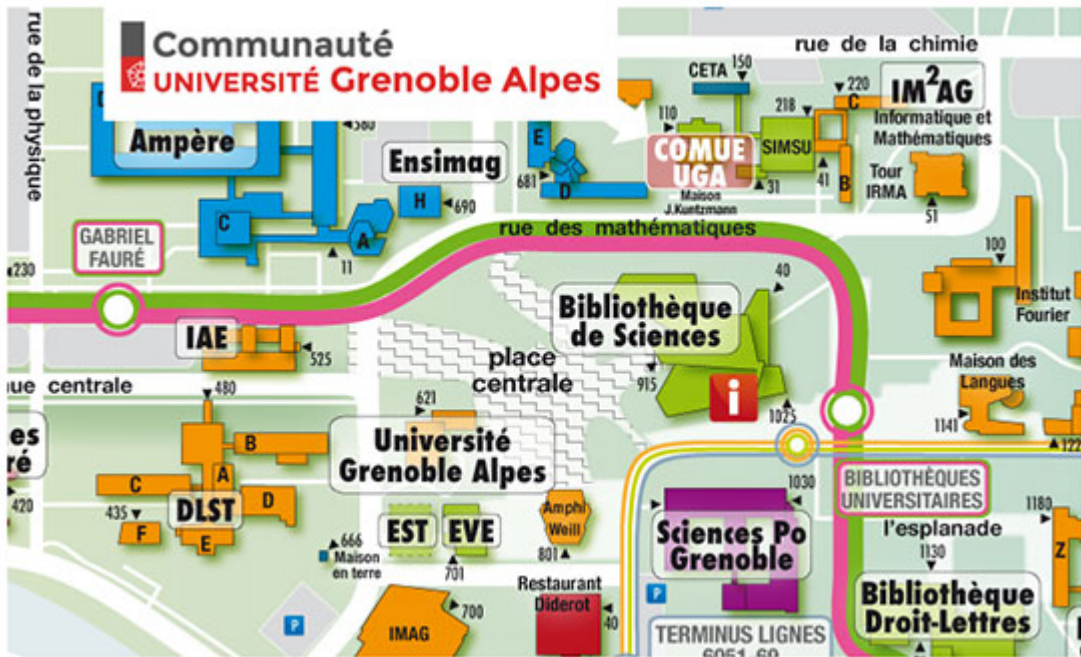 Communauté
UNIVERSITÉ Grenoble Alpes
rue de la physique
rue de la chimie
CETA
150
220
IM²AG
C
Informatique et
Mathématiques
218
110
COMUE
UGA
SIMSU
Maison
J.Kuntzmann
31
41
B
Tour
IRMA
51
Ampère
380
Ensimag
H
690
E
681
D
C
A
11
GABRIEL
FAURÉ
230
rue des mathématiques
100
Institut
Fourier
40
Bibliothèque
de Sciences
915
i
1025
IAE
525
place
centrale
Maison des
Langues
1141
122
480
621
Université
Grenoble Alpes
B
A
C
D
DLST
435
F
E
420
666
Maison
en terre
EST
EVE
701
Amphi
Weill
801
1030
Sciences Po
Grenoble
BIBLIOTHÈQUES
UNIVERSITAIRES
l'esplanade
1130
1180
Z
Bibliothèque
Droit-Lettres
P
IMAG
700
Restaurant
Diderot
40
P
TERMINUS LIGNES